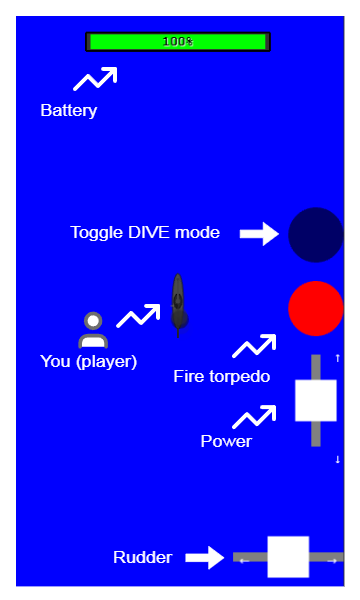 100%
Battery
Toggle DIVE mode
You (player)
Fire torpedo
Power
Rudder